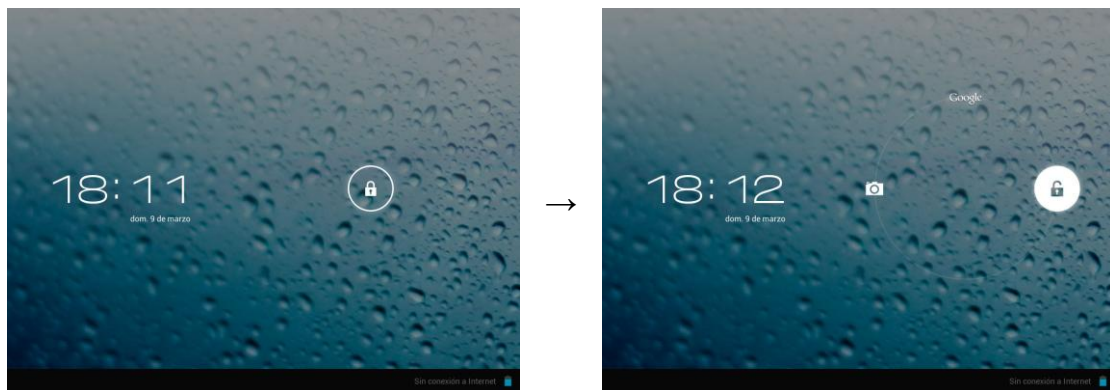 18:11
dom. 9 de marzo
Sin conexión a Internet
→
Google
18:12
dom. 9 de marzo
Sin conexión a Internet